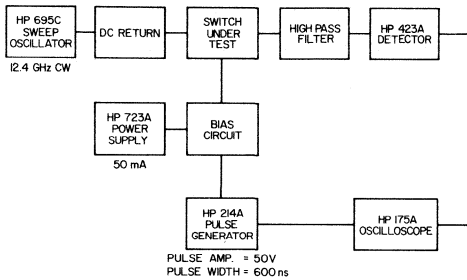 HP 695C
SWEEP
OSCILLATOR
12.4 GHz CW
DC RETURN
SWITCH
UNDER
TEST
HIGH PASS
FILTER
HP 423A
DETECTOR
HP 723A
POWER
SUPPLY
50 mA
BIAS
CIRCUIT
HP 214A
PULSE
GENERATOR
PULSE AMP. = 50V
PULSE WIDTH = 600ns
HP 175A
OSCILLOSCOPE